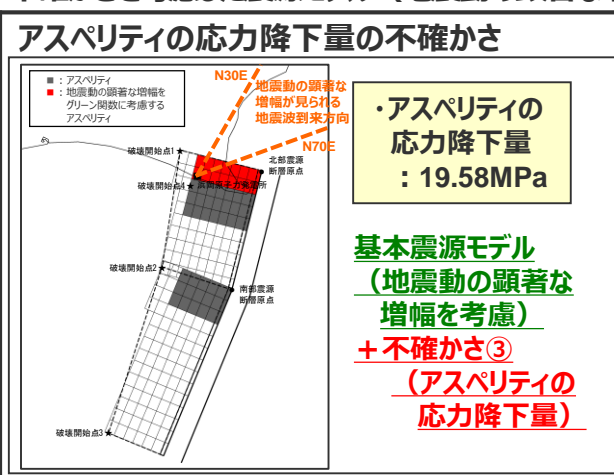 アスペリティの応力降下量の不確かさ
■：アスペリティ
■：地震動の顕著な増幅を
グリーン関数に考慮する
アスペリティ
N30E
地震動の顕著な
増幅が見られる
地震波到来方向
N70E
破壊開始点1★
北部震源
断層原点
破壊開始点4★
浜岡原子力発電所
破壊開始点2
南部震源
断層原点
破壊開始点3★
・アスペリティの
応力降下量
：19.58MPa
基本震源モデル
（地震動の顕著な
増幅を考慮）
＋不確かさ③
（アスペリティの
応力降下量）